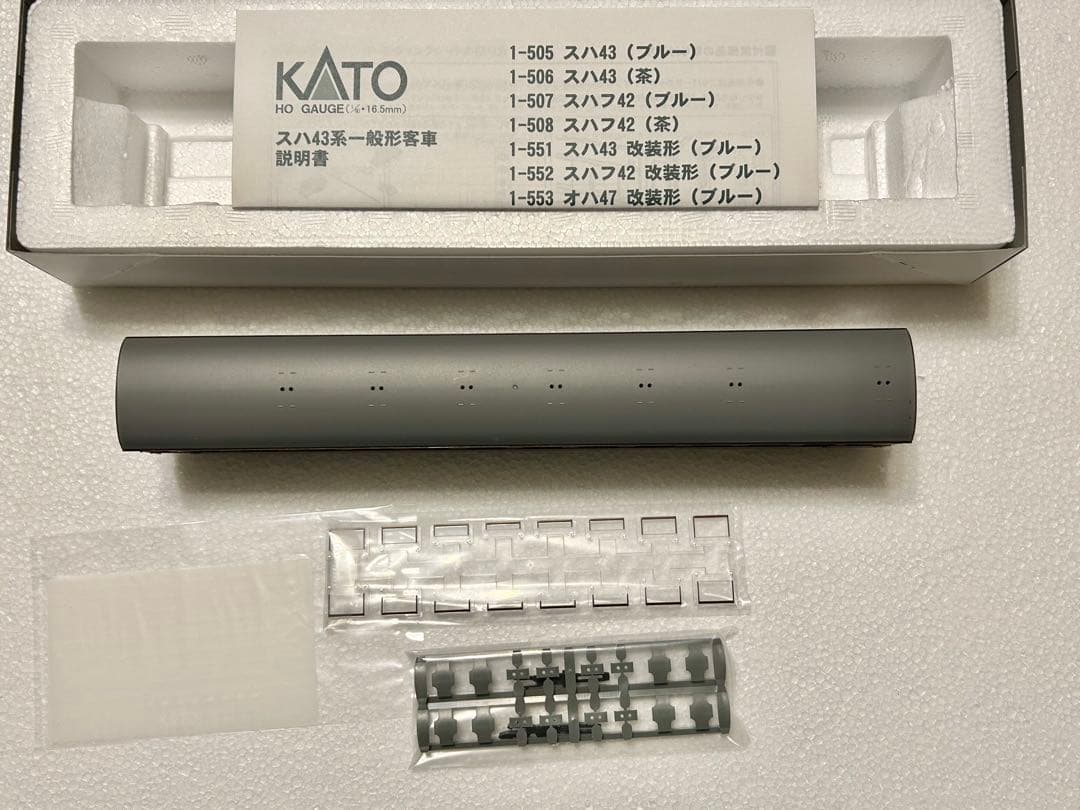 KATO
HO GAUGE(1/80・16.5mm)
スハ43系一般形客車
説明書
1-505 スハ43（ブルー）
1-506 スハ43（茶）
1-507 スハフ42（ブルー）
1-508 スハフ42（茶）
1-551 スハ43 改装形（ブルー）
1-552 スハフ42 改装形（ブルー）
1-553 オハ47 改装形（ブルー）